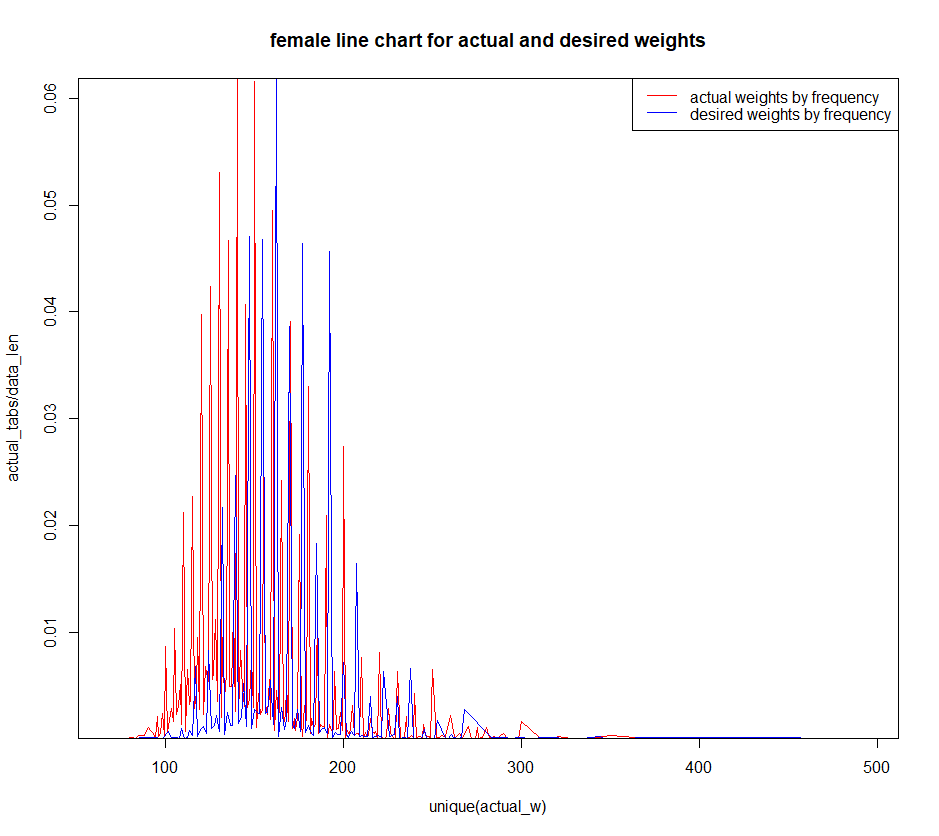 female line chart for actual and desired weights
actual weights by frequency
desired weights by frequency
actual_tabs/data_len
0.06
0.05
0.04
0.03
0.02
0.01
100 200 300 400 500
unique(actual_w)